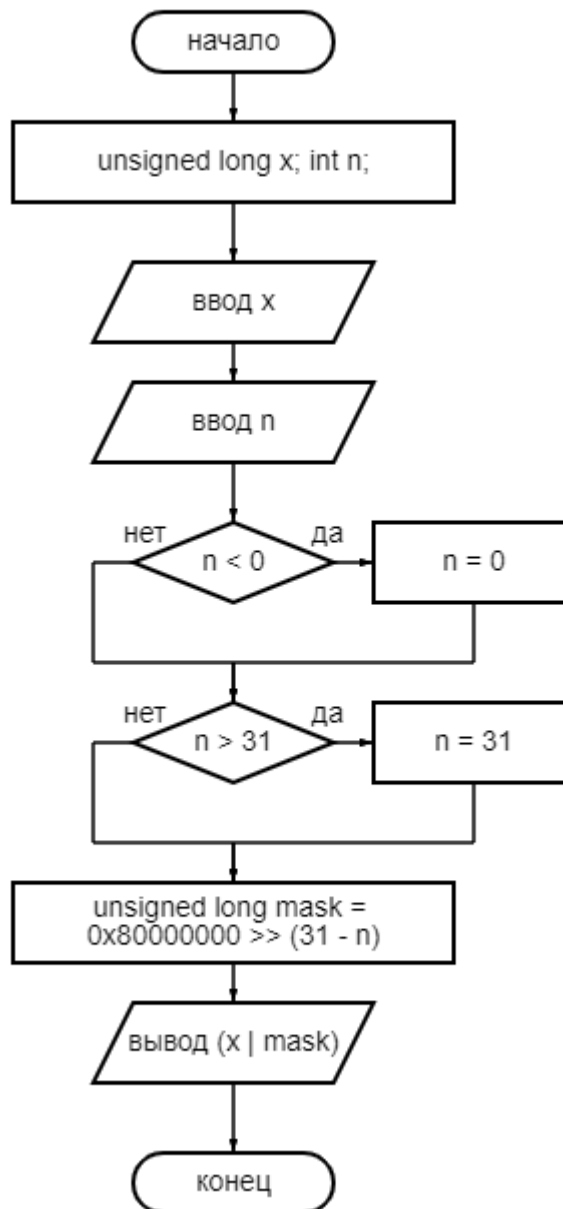 начало
unsigned long x; int n;
ввод x
ввод n
нет
да
n < 0
n = 0
нет
да
n > 31
n = 31
unsigned long mask =
0x80000000 >> (31 - n)
вывод (x | mask)
конец